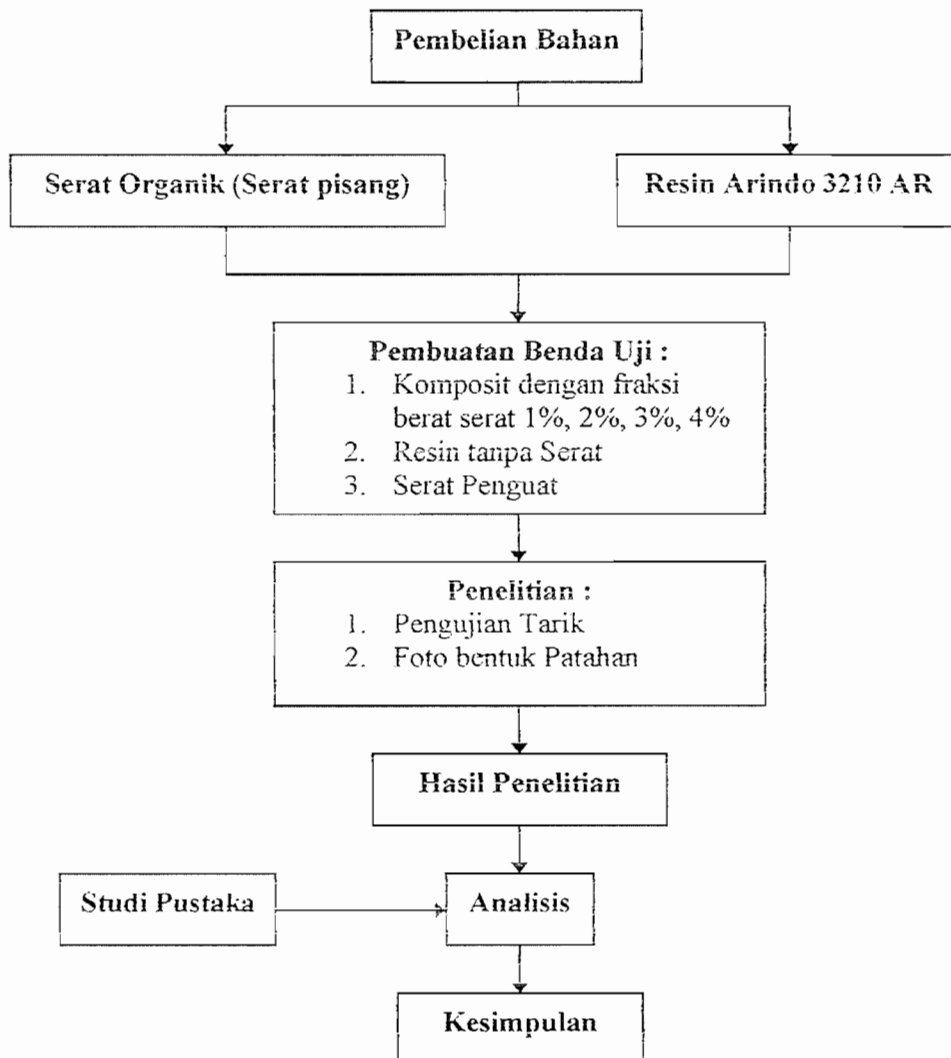 Pembelian Bahan
Serat Organik (Serat pisang)
Resin Arindo 3210 AR
Pembuatan Benda Uji :
1. Komposit dengan fraksi
berat serat 1%, 2%, 3%, 4%
2. Resin tanpa Serat
3. Serat Penguat
Penelitian :
1. Pengujian Tarik
2. Foto bentuk Patahan
Hasil Penelitian
Studi Pustaka
Analisis
Kesimpulan